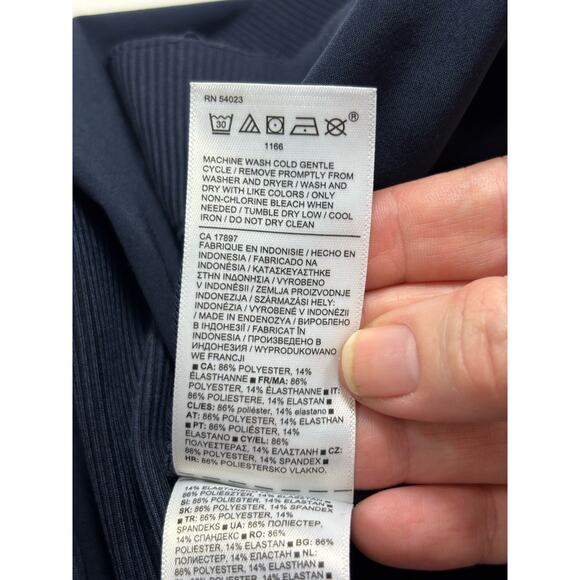 RN 54023
30
®
1166
MACHINE WASH COLD GENTLE
CYCLE / REMOVE PROMPTLY FROM
WASHER AND DRYER / WASH AND
DRY WITH LIKE COLORS / ONLY
NON-CHLORINE BLEACH WHEN
NEEDED / TUMBLE DRY LOW / COOL
IRON / DO NOT DRY CLEAN
CA 17897
FABRIQUE EN INDONISIE / HECHO EN
INDONESIA / FABRICADO NA
INDONÉSIA / ΚΑΤΑΣΚΕΥΑΣΤΗΚΕ
ΣΤΗΝ ΙΝΔΟΝΗΣΙΑ / VYROBENO
V INDONÉSII / ZEMLJA PROIZVODNJE
INDONEZIJA / SZÁRMAZÁSI HELY:
INDONEZIA / VYROBENÉ V INDONÉZII
/ MADE IN ENDENOZYA / ВИРОБЛЕНО
В ІНДОНЕЗІЇ / FABRICAT ÎN
INDONEZIA / ПРОИЗВЕДЕНО В
ИНДОНЕЗИЯ / WYPRODUKOWANO
WE FRANCJI
■ CA: 86% POLYESTER, 14%
ÉLASTHANNE ■ FR/MA: 86%
POLYESTER, 14% ÉLASTHANNE ■ IT:
86% POLIESTERE, 14% ELASTAN ■
CL/ES: 86% poliéster, 14% elastano ■
AT: 86% POLYESTER, 14% ELASTHAN
■ PT: 86% POLIÉSTER, 14%
ELASTANO ■ CY/EL: 86%
ΠΟΛΥΕΣΤΕΡΑΣ, 14% ΕΛΑΣΤΑΝΗ ■ CZ:
86% POLYESTER, 14% SPANDEX ■
HR: 86% POLIESTERSKO VLAKNO,
14% ELASTAN
86% POLIESZTER, 14% ELASTAN ■
SI: 86% POLIESTER, 14% ELASTAN ■
SK: 86% POLYESTER, 14% SPANDEX
■ TR: 86% POLYESTER, 14%
SPANDEKS ■ UA: 86% ПОЛІЕСТЕР,
14% СПАНДЕКС ■ RO: 86%
POLIESTER, 14% ELASTAN ■ BG: 86%
ПОЛИЕСТЕР, 14% ЕЛАСТАН ■ NL:
86% POLYESTER, 14% ELASTAAN